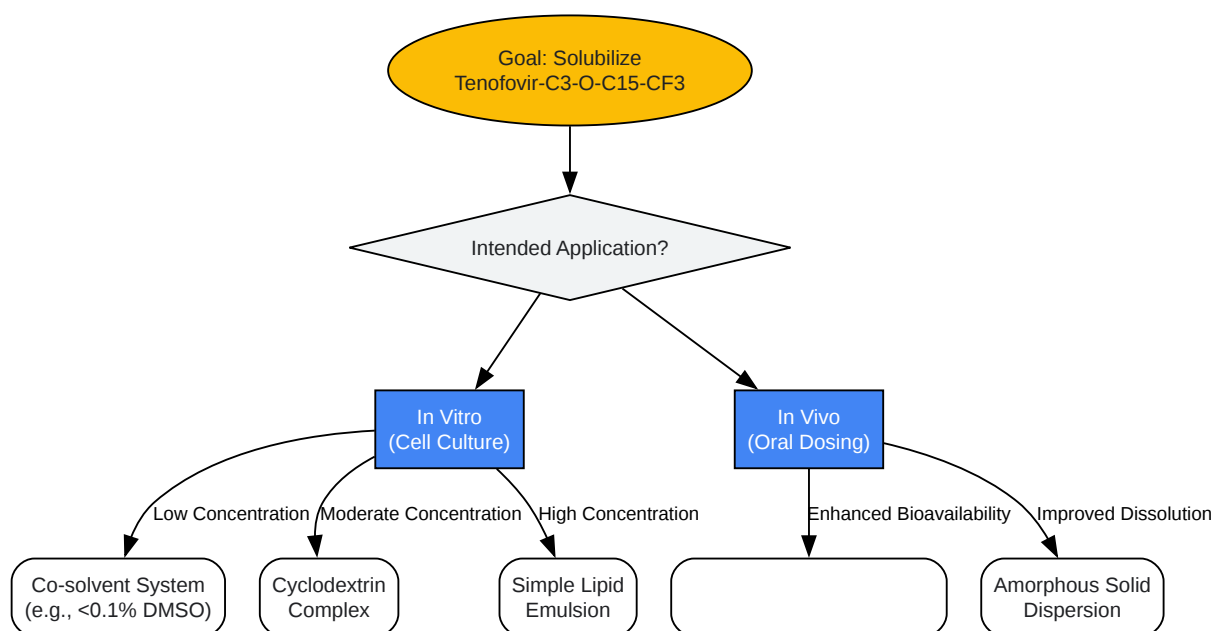 Goal: Solubilize
Tenofovir-C3-O-C15-CF3
Intended Application?
In Vitro
(Cell Culture)
In Vivo
(Oral Dosing)
Low Concentration
Moderate Concentration
High Concentration
Enhanced Bioavailability
Improved Dissolution
Co-solvent System
(e.g., <0.1% DMSO)
Cyclodextrin
Complex
Simple Lipid
Emulsion
Amorphous Solid
Dispersion